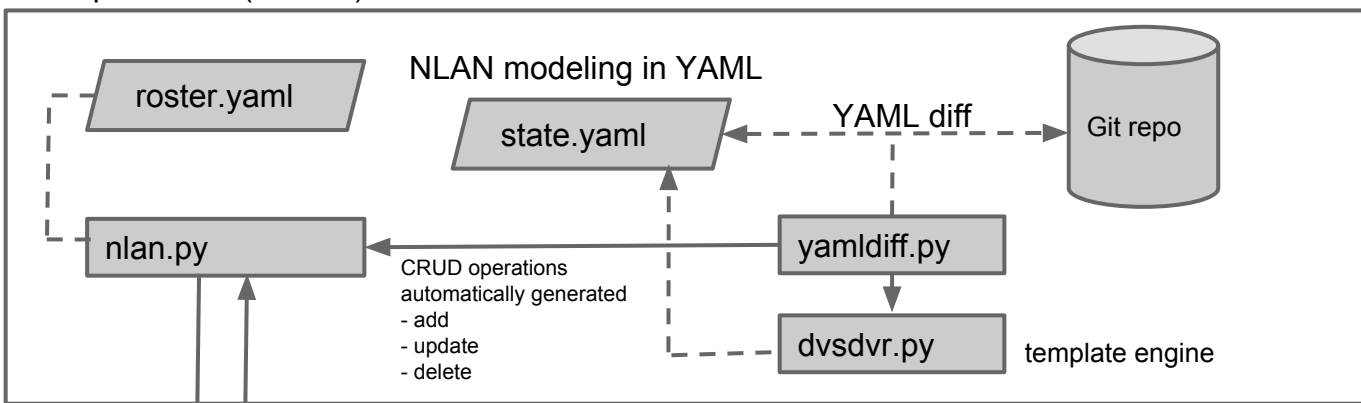 NLAN modeling in YAML
roster.yaml
state.yaml
YAML diff
Git repo
nlan.py
yamldiff.py
CRUD operations
automatically generated
- add
- update
- delete
dvsdvr.py
template engine